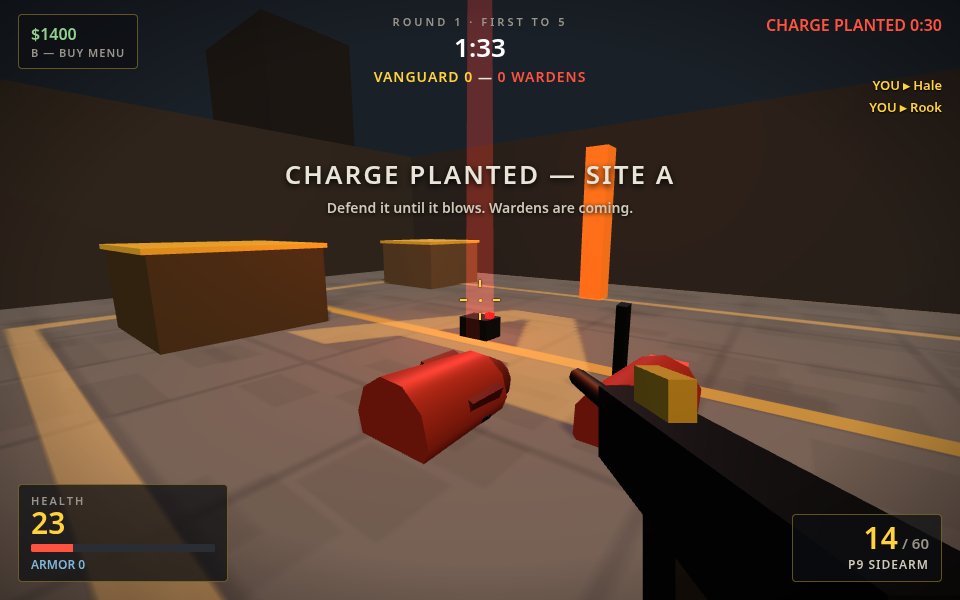 $1400
B — BUY MENU
ROUND 1 · FIRST TO 5
1:33
VANGUARD 0 — 0 WARDENS
CHARGE PLANTED 0:30
YOU ▸ Hale
YOU ▸ Rook
CHARGE PLANTED — SITE A
Defend it until it blows. Wardens are coming.
HEALTH
23
ARMOR 0
14 / 60
P9 SIDEARM